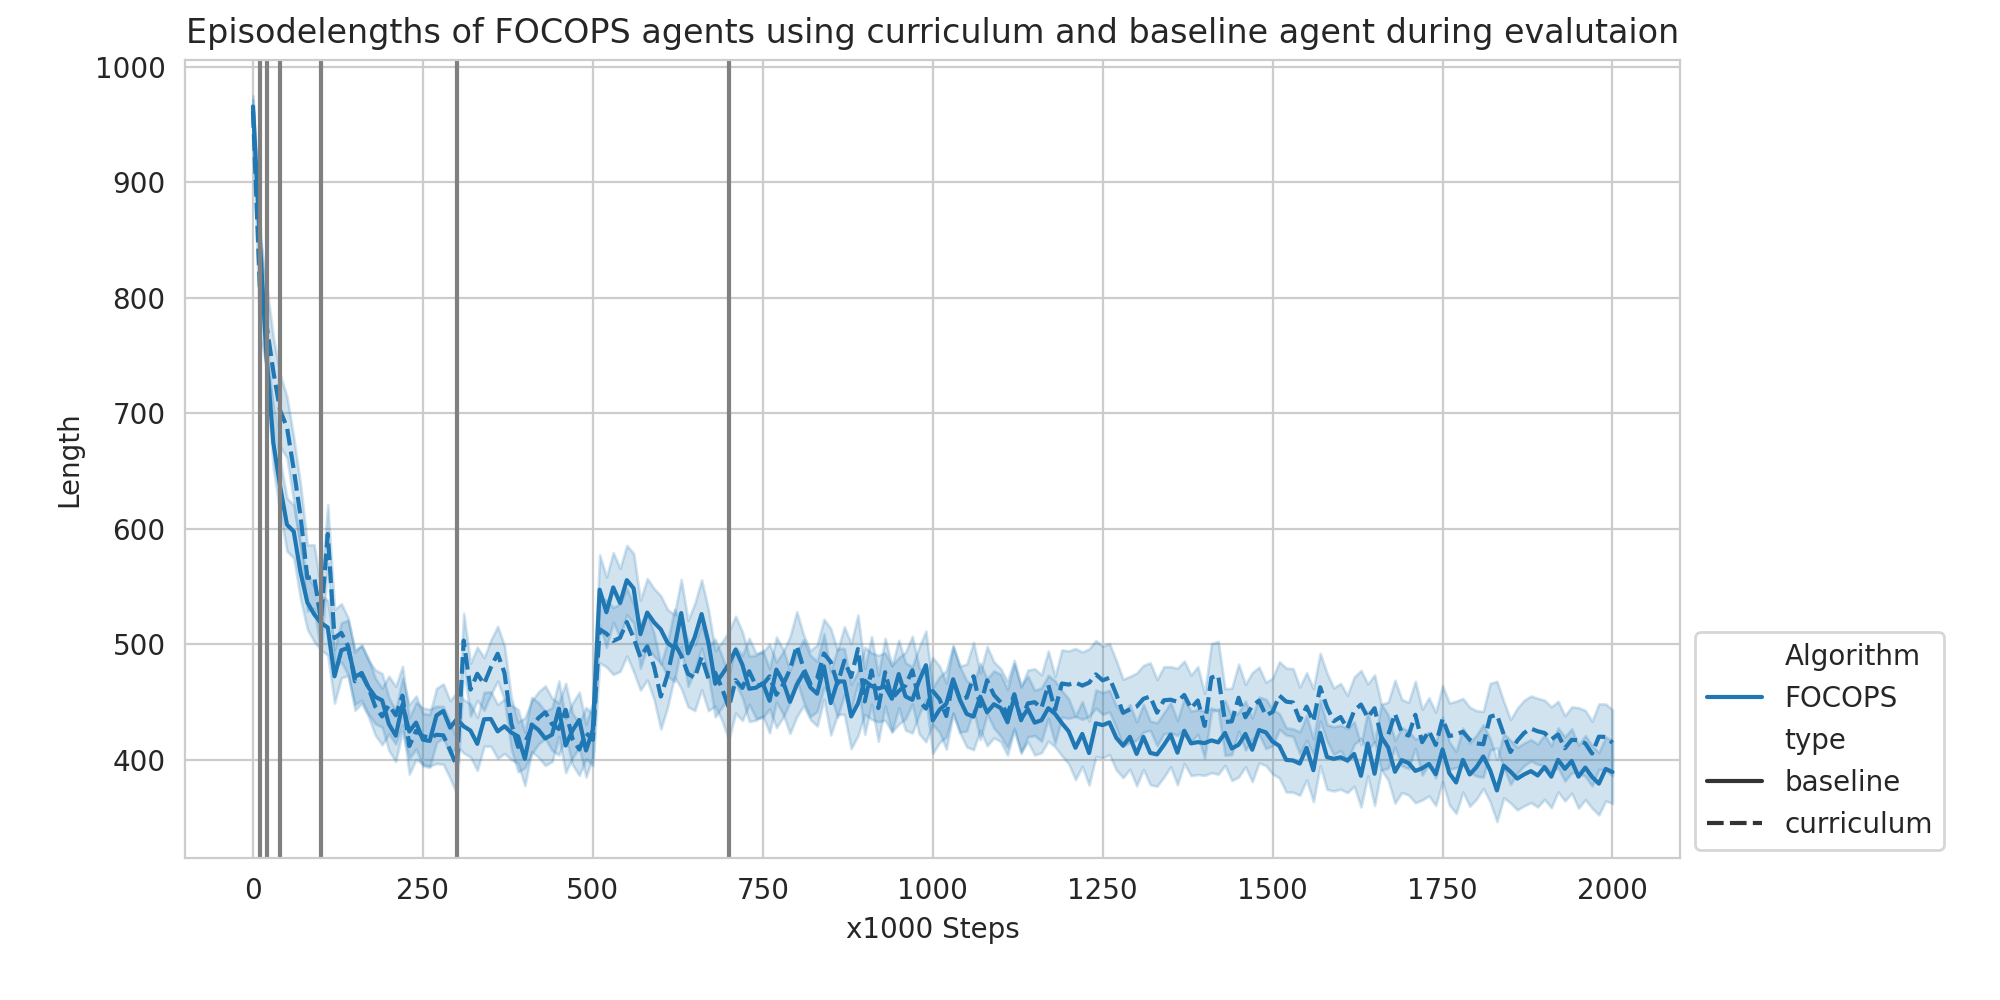 Episodelengths of FOCOPS agents using curriculum and baseline agent during evalutaion
1000
900
800
700
600
500
400
Length
0 250 500 750 1000 1250 1500 1750 2000
x1000 Steps
Algorithm
FOCOPS
type
baseline
curriculum